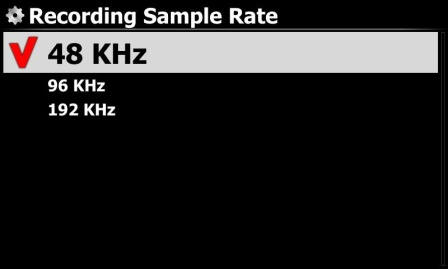 Recording Sample Rate
48 KHz
96 KHz
192 KHz